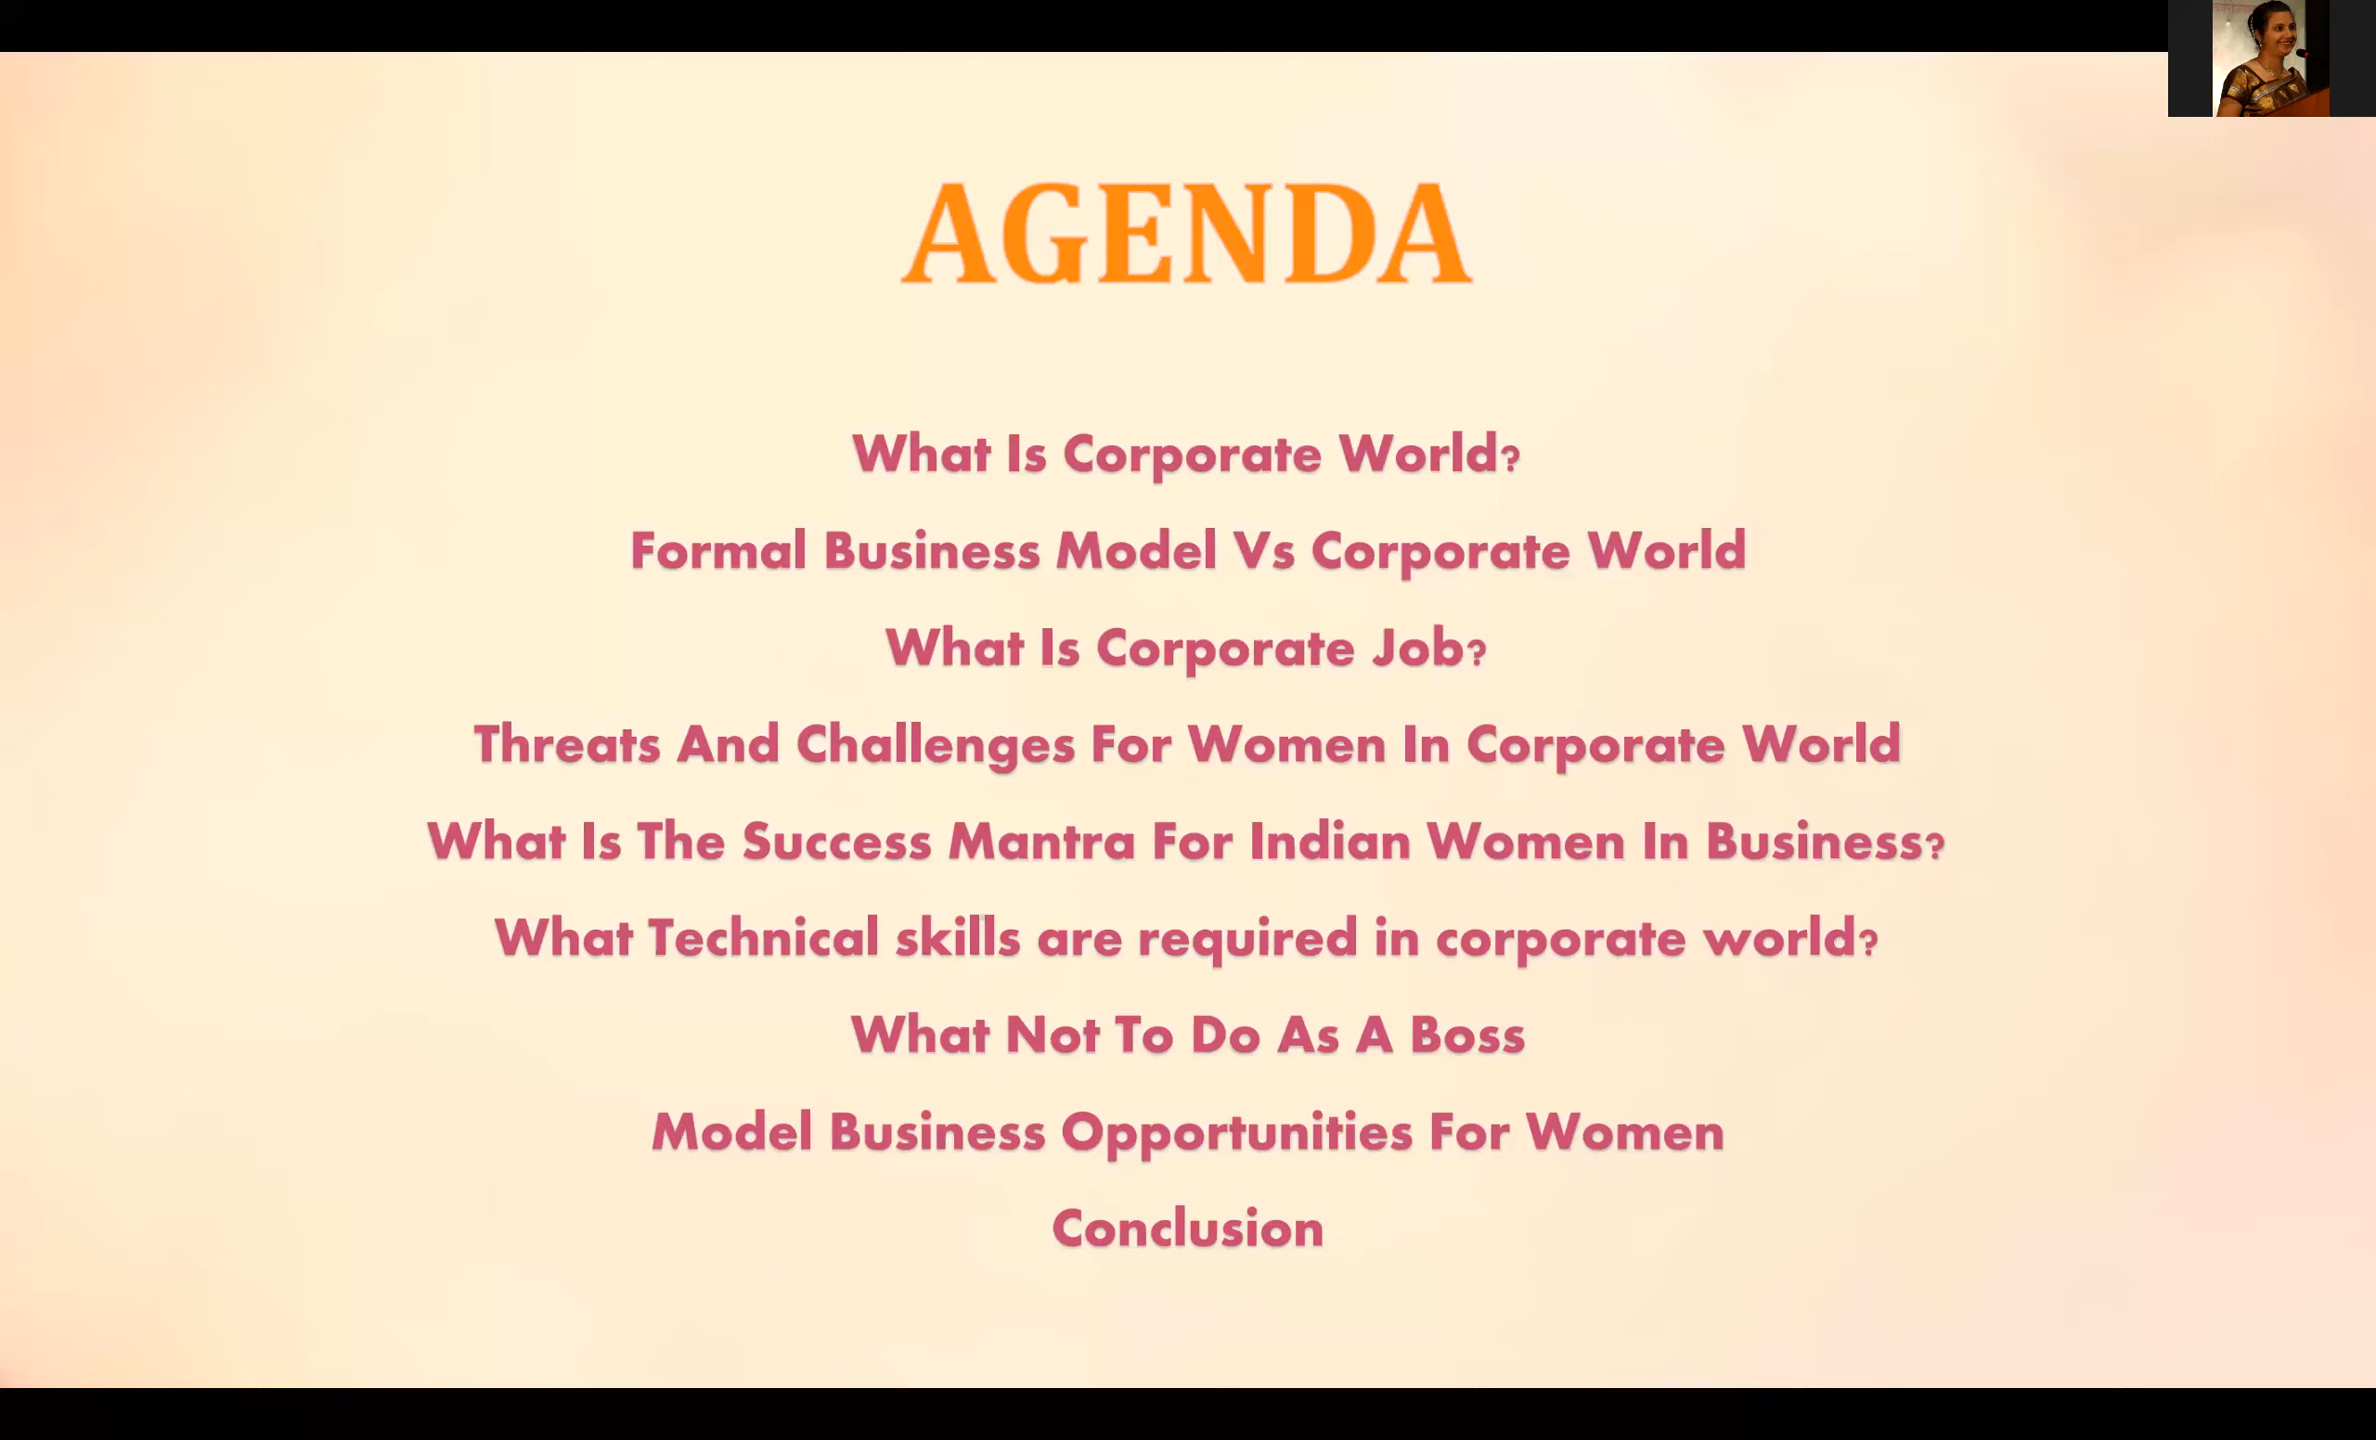 AGENDA
What Is Corporate World?
Formal Business Model Vs Corporate World
What Is Corporate Job?
Threats And Challenges For Women In Corporate World
What Is The Success Mantra For Indian Women In Business?
What Technical skills are required in corporate world?
What Not To Do As A Boss
Model Business Opportunities For Women
Conclusion